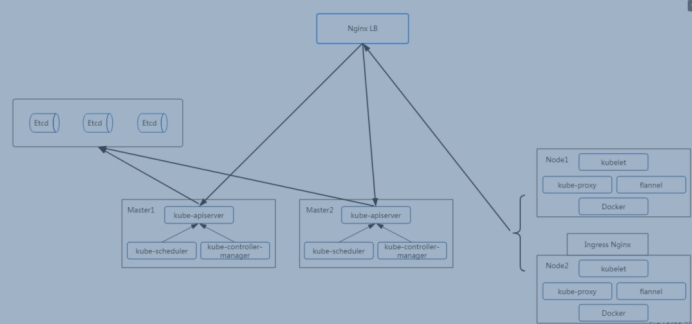 Nginx LB
Etcd
Etcd
Etcd
Master1
kube-apiserver
kube-scheduler
kube-controller-
manager
Master2
kube-apiserver
kube-scheduler
kube-controller-
manager
Node1
kubelet
kube-proxy
flannel
Docker
Ingress Nginx
Node2
kubelet
kube-proxy
flannel
Docker